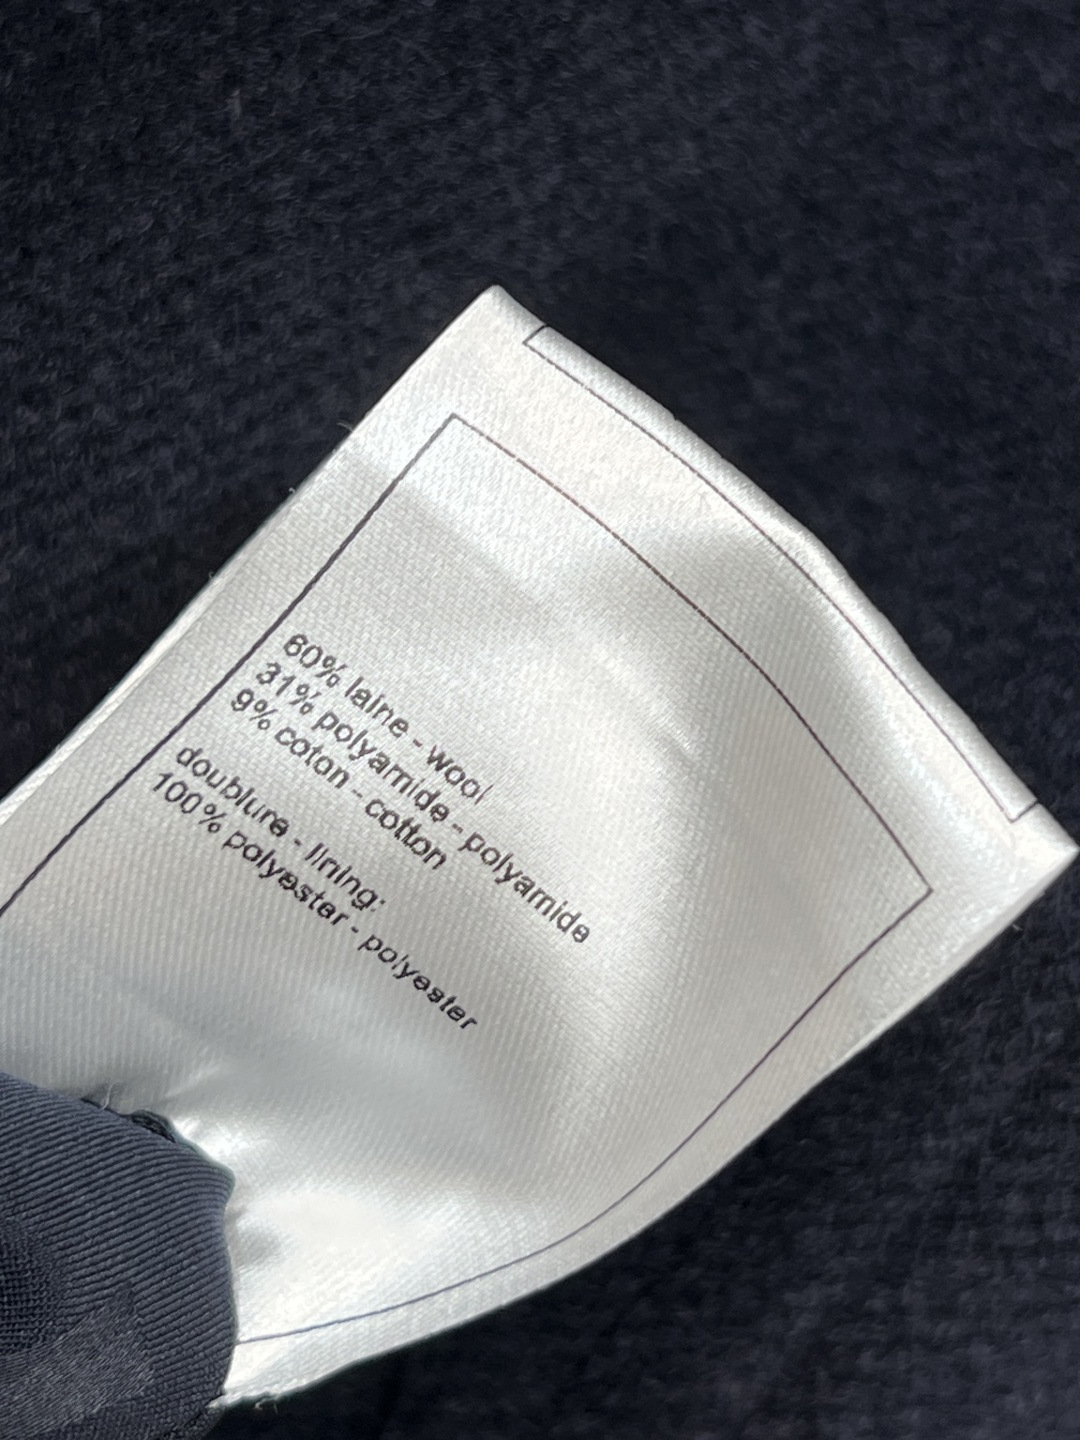 60% laine - wool
31% polyamide - polyamide
9% coton - cotton
doublure - lining:
100% polyester - polyester